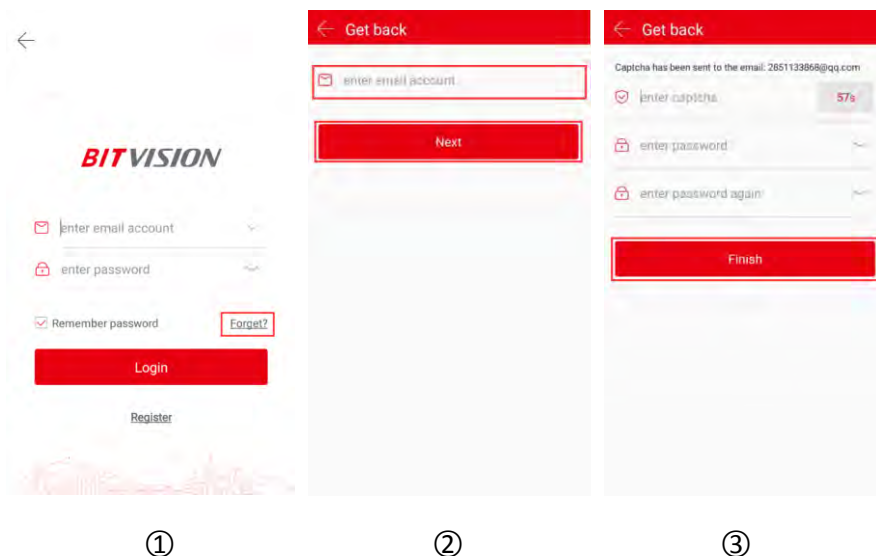 BITVISION
enter email account
enter password
Remember password
Forget?
Login
Register
①
Get back
enter email account
Next
②
Get back
Captcha has been sent to the email: 2851133868@qq.com
enter captcha
57s
enter password
enter password again
Finish
③